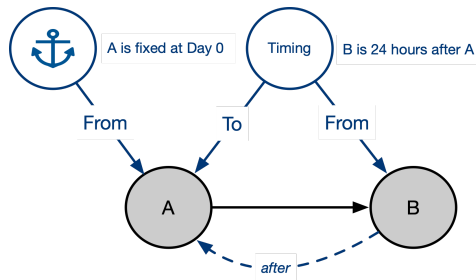 A is fixed at Day 0
Timing
B is 24 hours after A
From
To
From
A
B
after